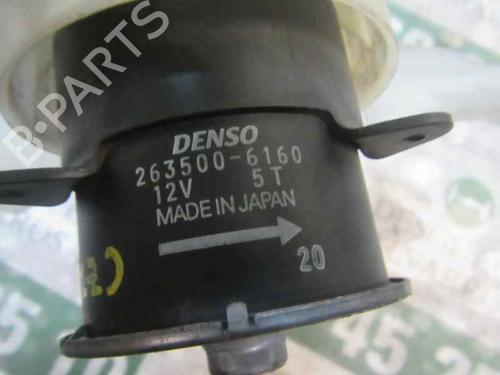 B-PARTS
DENSO
263500-6160
12V 5T
MADE IN JAPAN
20